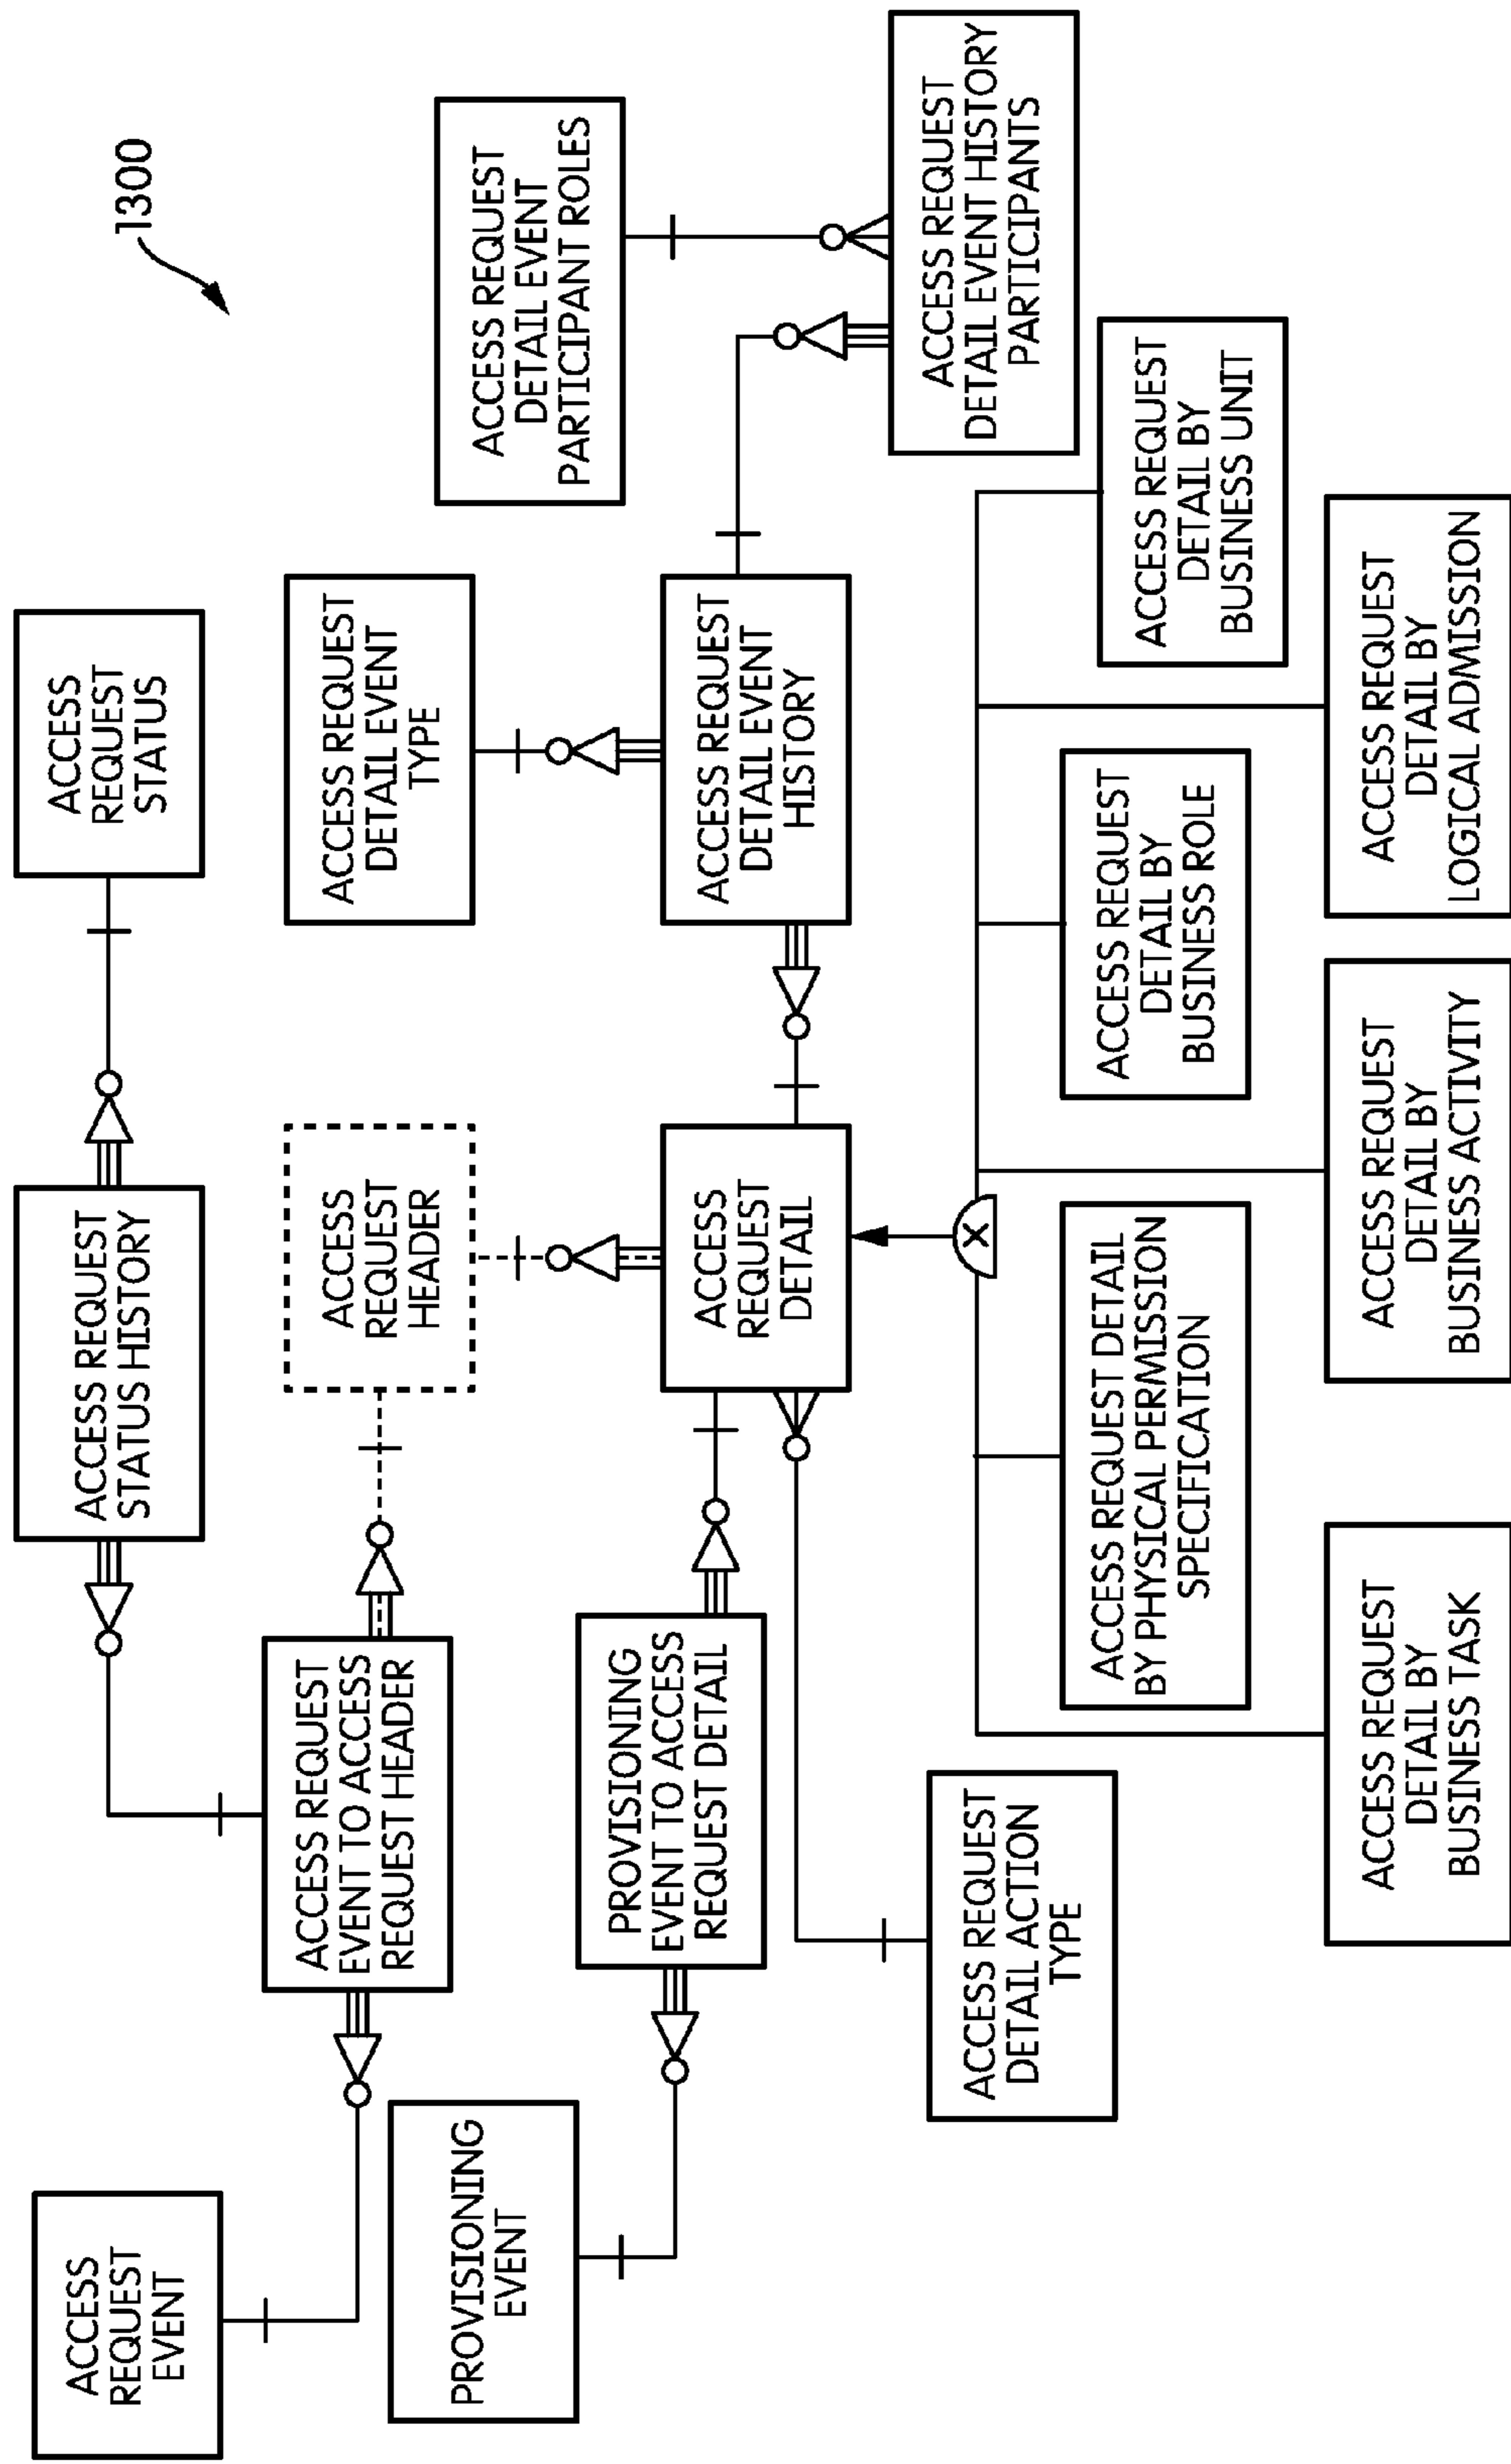 1300
ACCESS
REQUEST
EVENT
ACCESS REQUEST
STATUS HISTORY
ACCESS
REQUEST
STATUS
ACCESS REQUEST
EVENT TO ACCESS
REQUEST HEADER
ACCESS
REQUEST
HEADER
ACCESS REQUEST
DETAIL EVENT
TYPE
ACCESS REQUEST
DETAIL EVENT
PARTICIPANT ROLES
PROVISIONING
EVENT
PROVISIONING
EVENT TO ACCESS
REQUEST DETAIL
ACCESS
REQUEST
DETAIL
ACCESS REQUEST
DETAIL EVENT
HISTORY
ACCESS REQUEST
DETAIL EVENT HISTORY
PARTICIPANTS
ACCESS REQUEST
DETAIL ACTION
TYPE
X
ACCESS REQUEST DETAIL
BY PHYSICAL PERMISSION
SPECIFICATION
ACCESS REQUEST
DETAIL BY
BUSINESS ROLE
ACCESS REQUEST
DETAIL BY
BUSINESS UNIT
ACCESS REQUEST
DETAIL BY
BUSINESS TASK
ACCESS REQUEST
DETAIL BY
BUSINESS ACTIVITY
ACCESS REQUEST
DETAIL BY
LOGICAL ADMISSION